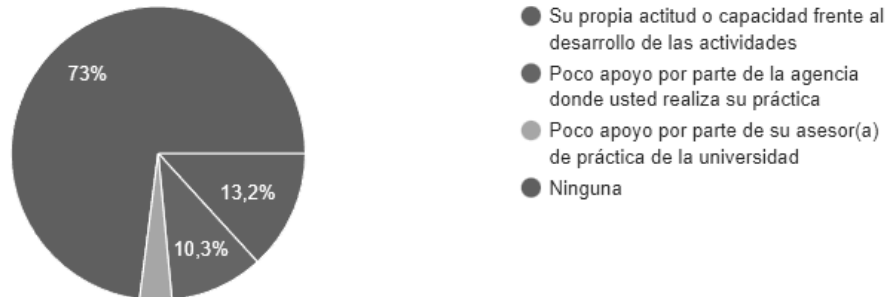 73%
13,2%
10,3%
Su propia actitud o capacidad frente al
desarrollo de las actividades
Poco apoyo por parte de la agencia
donde usted realiza su práctica
Poco apoyo por parte de su asesor(a)
de práctica de la universidad
Ninguna